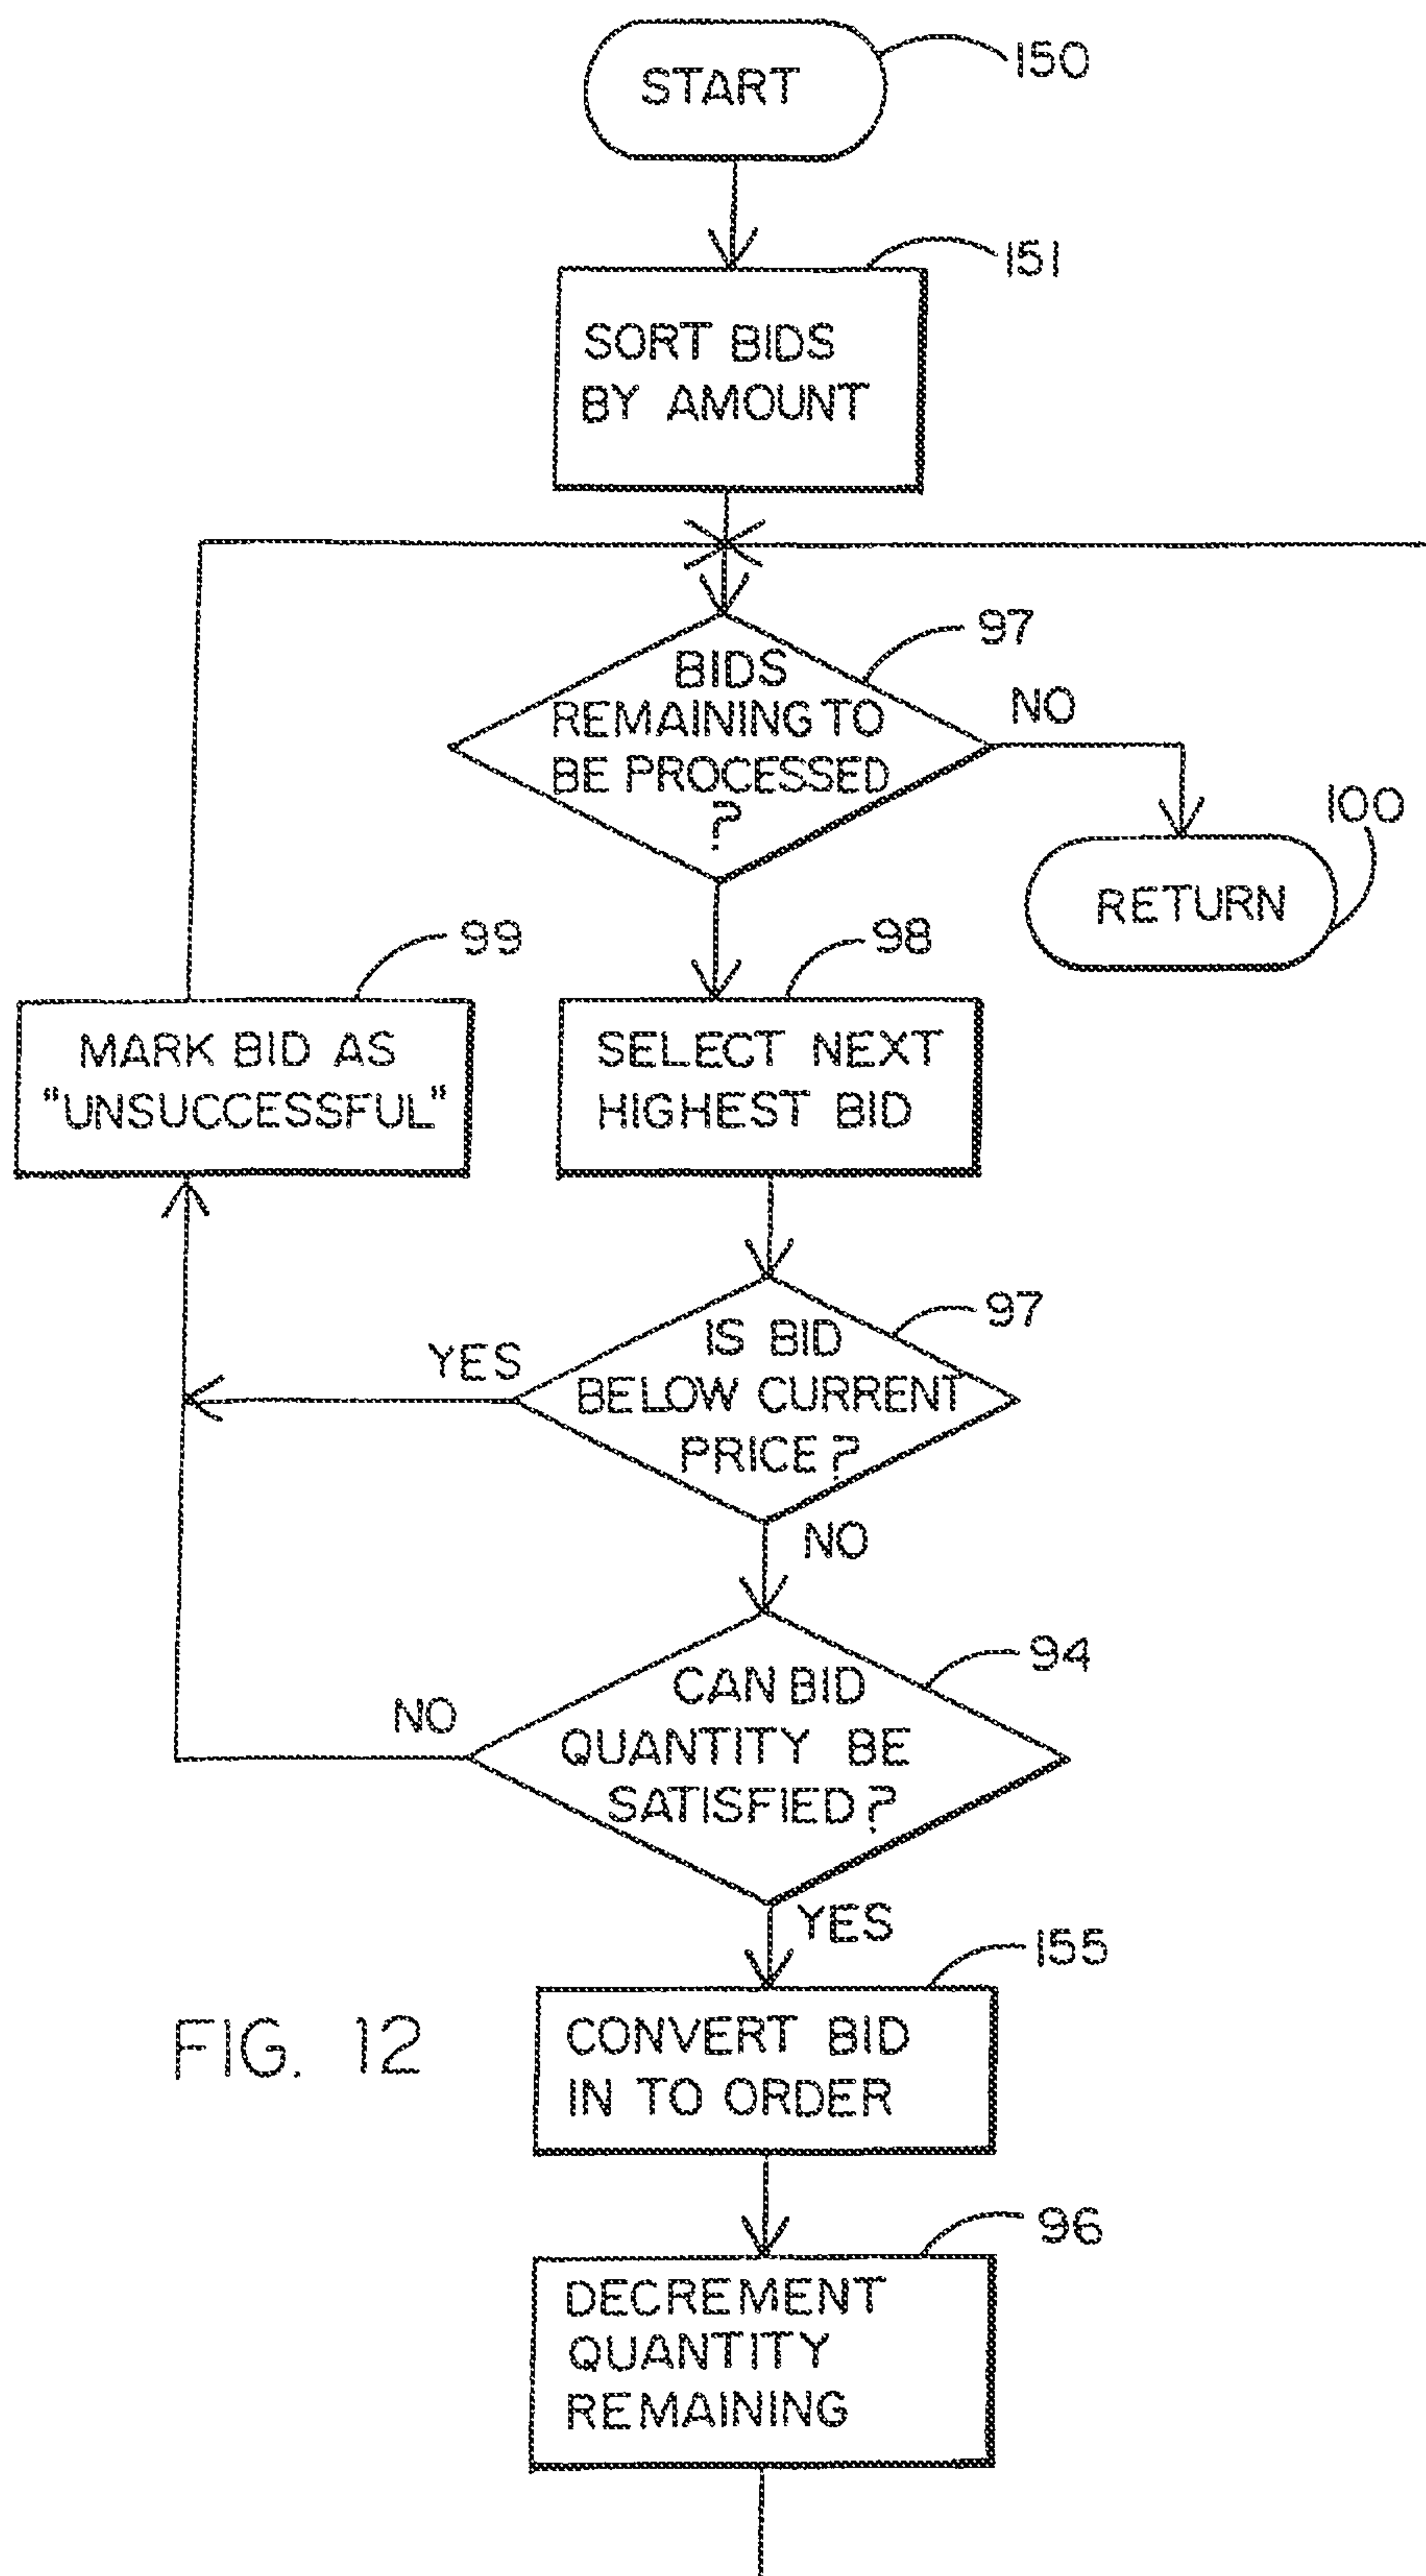 START
150
SORT BIDS
BY AMOUNT
151
BIDS
REMAINING TO
BE PROCESSED
?
97
NO
RETURN
100
MARK BID AS
"UNSUCCESSFUL"
99
SELECT NEXT
HIGHEST BID
98
IS BID
BELOW CURRENT
PRICE?
97
YES
NO
CAN BID
QUANTITY BE
SATISFIED?
94
NO
YES
CONVERT BID
IN TO ORDER
155
FIG. 12
DECREMENT
QUANTITY
REMAINING
96